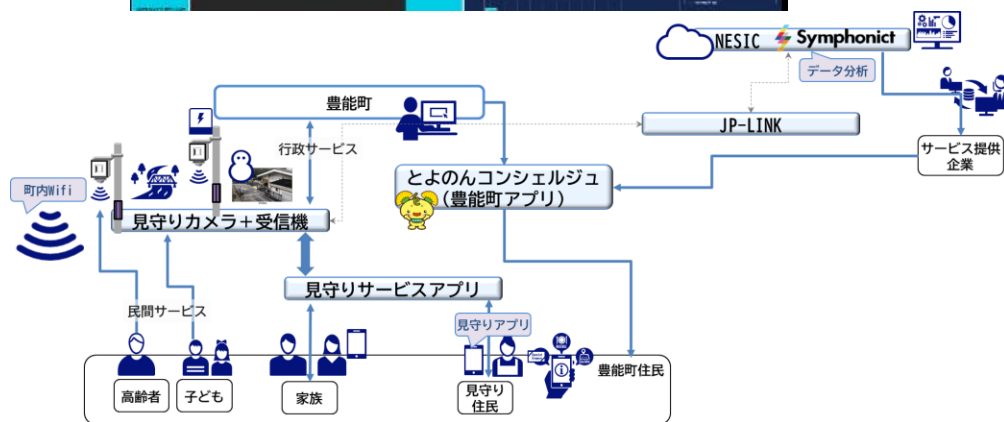 NESIC Symphonict
データ分析
豊能町
JP-LINK
サービス提供
企業
行政サービス
とよのんコンシェルジュ
(豊能町アプリ)
町内Wifi
見守りカメラ+受信機
見守りサービスアプリ
民間サービス
見守りアプリ
豊能町住民
高齢者
子ども
家族
見守り
住民